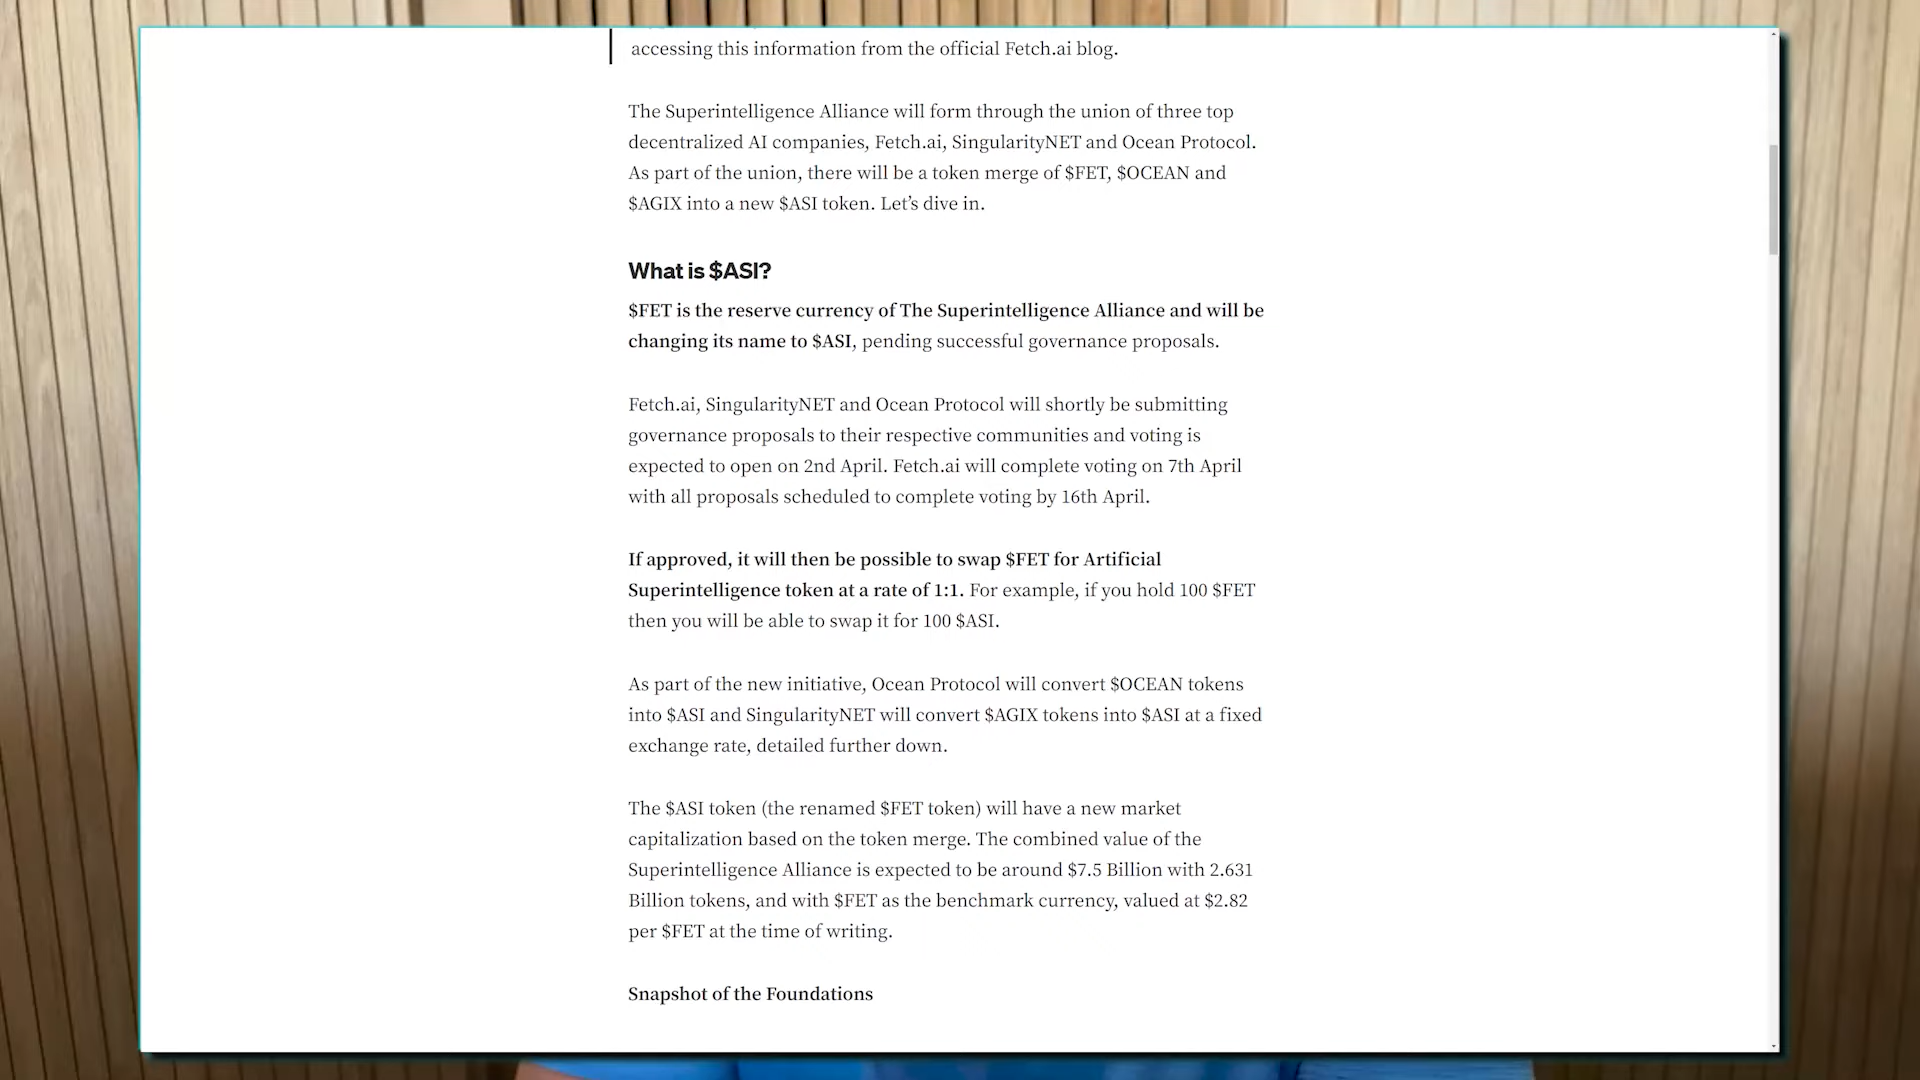 accessing this information from the official Fetch.ai blog.
The Superintelligence Alliance will form through the union of three top
decentralized AI companies, Fetch.ai, SingularityNET and Ocean Protocol.
As part of the union, there will be a token merge of $FET, $OCEAN and
$AGIX into a new $ASI token. Let’s dive in.
What is $ASI?
$FET is the reserve currency of The Superintelligence Alliance and will be
changing its name to $ASI, pending successful governance proposals.
Fetch.ai, SingularityNET and Ocean Protocol will shortly be submitting
governance proposals to their respective communities and voting is
expected to open on 2nd April. Fetch.ai will complete voting on 7th April
with all proposals scheduled to complete voting by 16th April.
If approved, it will then be possible to swap $FET for Artificial
Superintelligence token at a rate of 1:1. For example, if you hold 100 $FET
then you will be able to swap it for 100 $ASI.
As part of the new initiative, Ocean Protocol will convert $OCEAN tokens
into $ASI and SingularityNET will convert $AGIX tokens into $ASI at a fixed
exchange rate, detailed further down.
The $ASI token (the renamed $FET token) will have a new market
capitalization based on the token merge. The combined value of the
Superintelligence Alliance is expected to be around $7.5 Billion with 2.631
Billion tokens, and with $FET as the benchmark currency, valued at $2.82
per $FET at the time of writing.
Snapshot of the Foundations